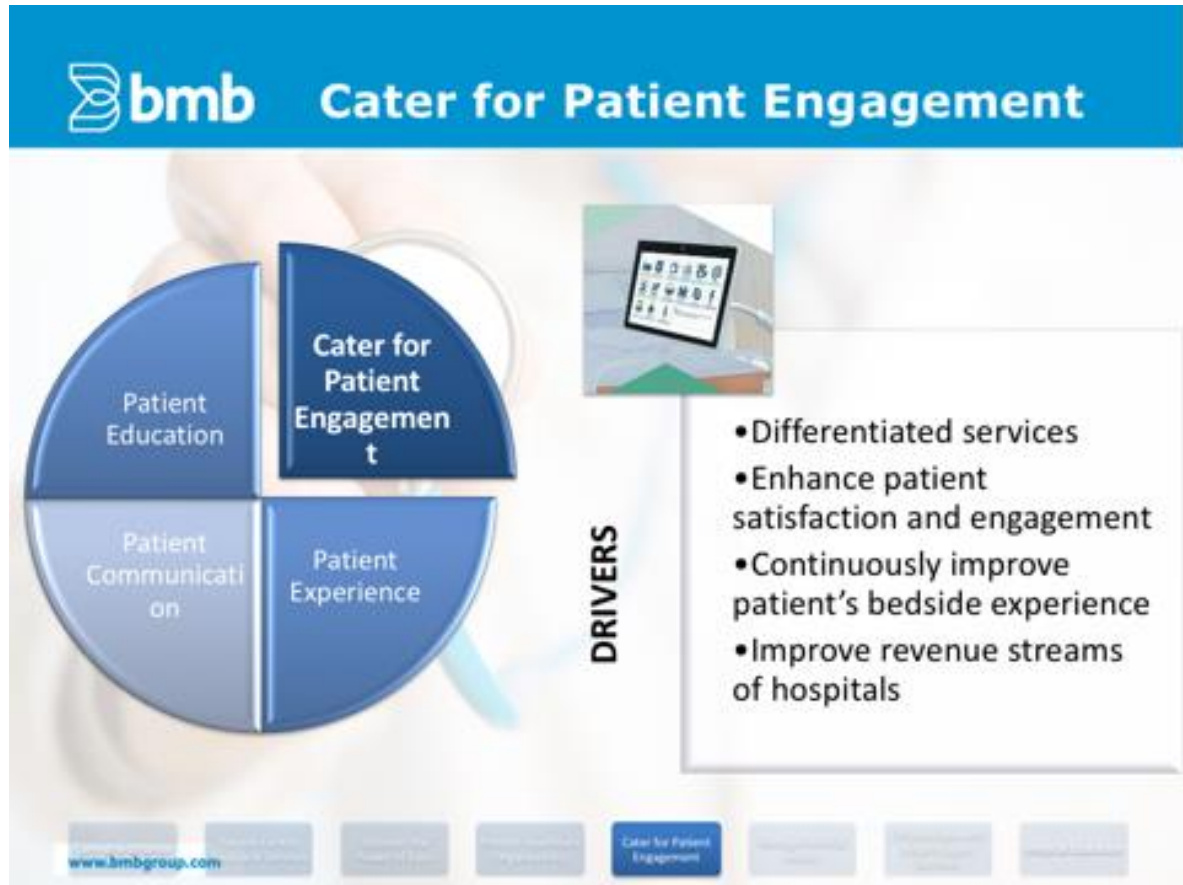 bmb
Cater for Patient Engagement
Patient
Education
Cater for
Patient
Engagemen
t
Patient
Communicati
on
Patient
Experience
DRIVERS
•Differentiated services
•Enhance patient
satisfaction and engagement
•Continuously improve
patient’s bedside experience
•Improve revenue streams
of hospitals
Cater for Patient
Engagement
www.bmbgroup.com